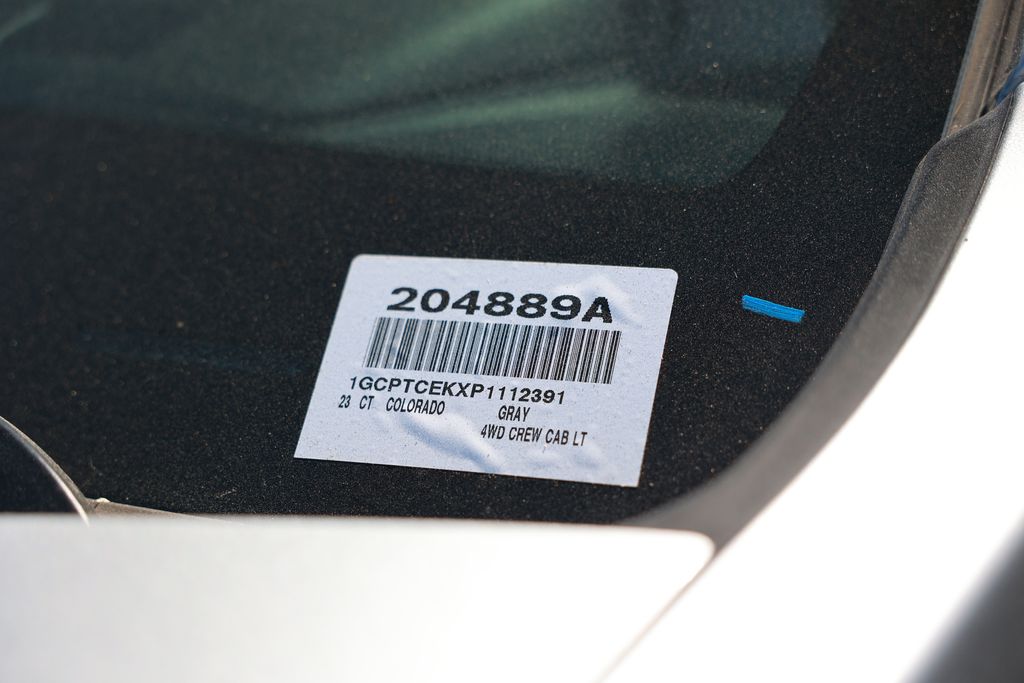 204889A
1GCPTCEKXP1112391
23 CT COLORADO GRAY
4WD CREW CAB LT